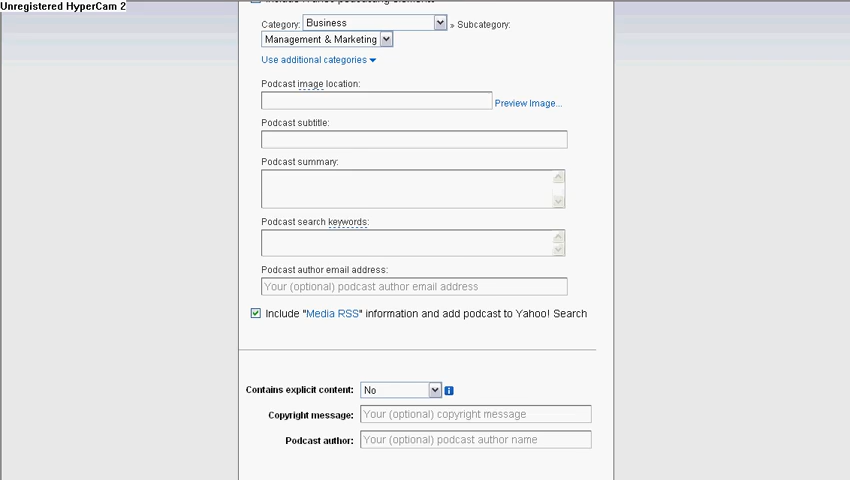 Unregistered HyperCam 2
Category: Business » Subcategory:
Management & Marketing
Use additional categories
Podcast image location:
Preview Image...
Podcast subtitle:
Podcast summary:
Podcast search keywords:
Podcast author email address:
Your (optional) podcast author email address
Include "Media RSS" information and add podcast to Yahoo! Search
Contains explicit content: No
Copyright message: Your (optional) copyright message
Podcast author: Your (optional) podcast author name